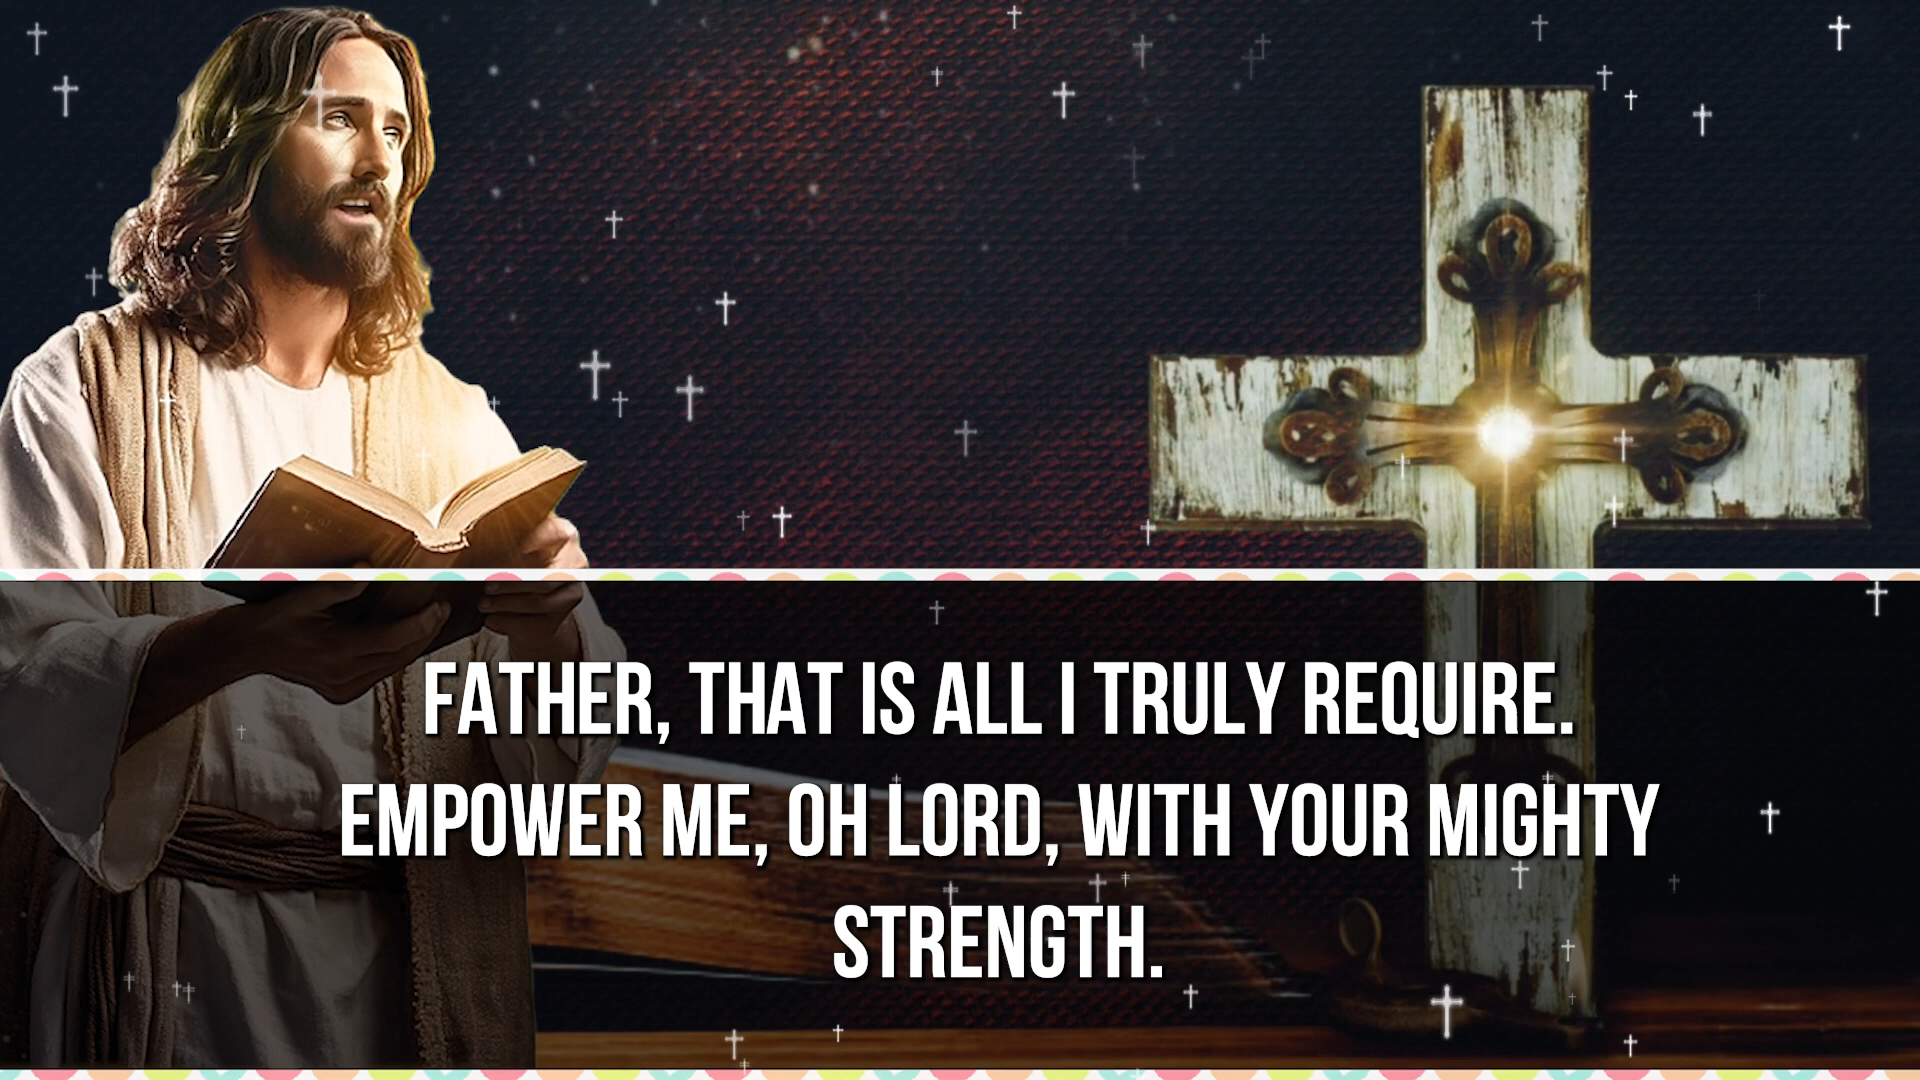 FATHER, THAT IS ALL I TRULY REQUIRE.
EMPOWER ME, OH LORD, WITH YOUR MIGHTY
STRENGTH.